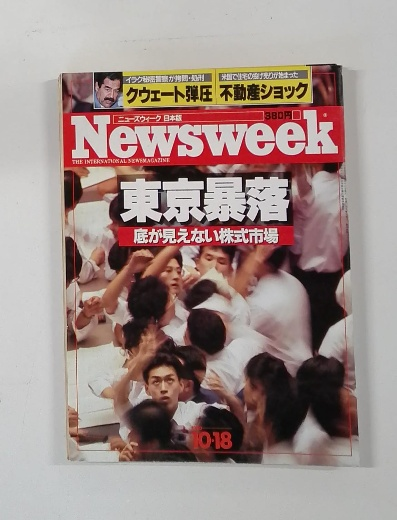 イラク秘密警察が拷問・処刑
クウェート弾圧
米国で住宅の投げ売りが始まった
不動産ショック
ニューズウィーク 日本版
380円
Newsweek
THE INTERNATIONAL NEWSMAGAZINE
東京暴落
底が見えない株式市場
10・18